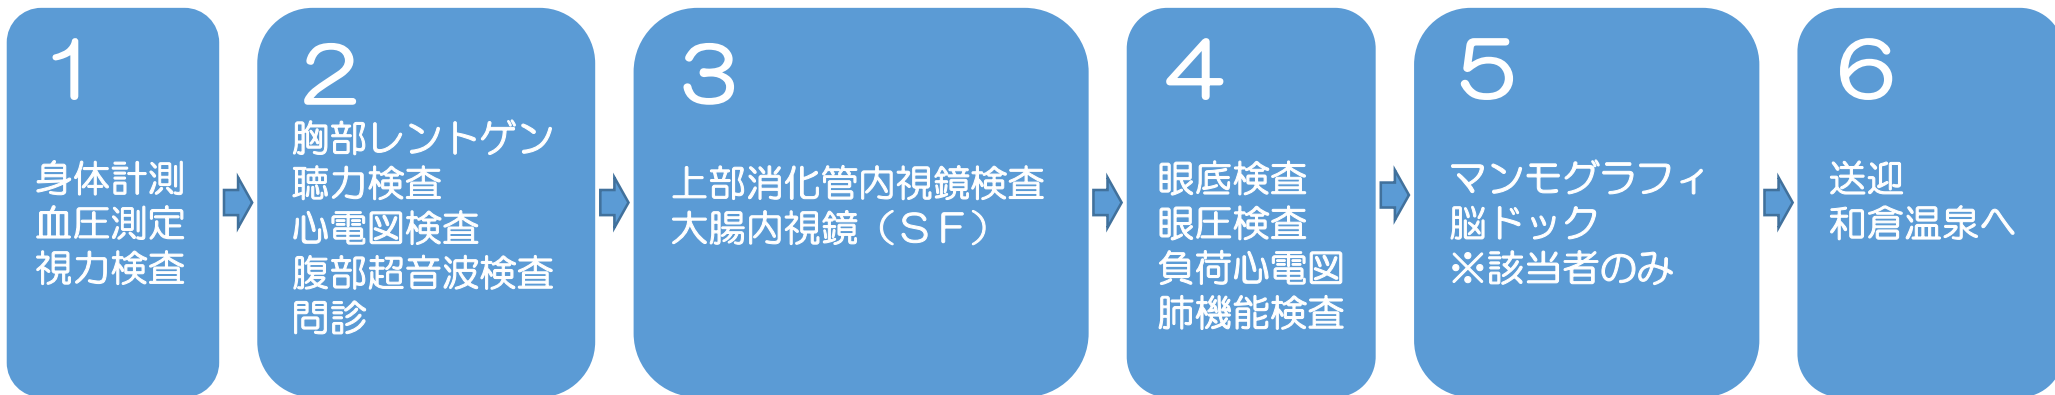 1
身体計測
血圧測定
視力検査
2
胸部レントゲン
聴力検査
心電図検査
腹部超音波検査
問診
3
上部消化管内視鏡検査
大腸内視鏡（ＳＦ）
4
眼底検査
眼圧検査
負荷心電図
肺機能検査
5
マンモグラフィ
脳ドック
※該当者のみ
6
送迎
和倉温泉へ